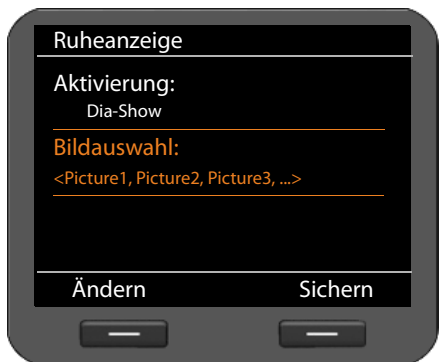 Ruheanzeige
Aktivierung:
Dia-Show
Bildauswahl:
<Picture1, Picture2, Picture3, ...>
Ändern Sichern